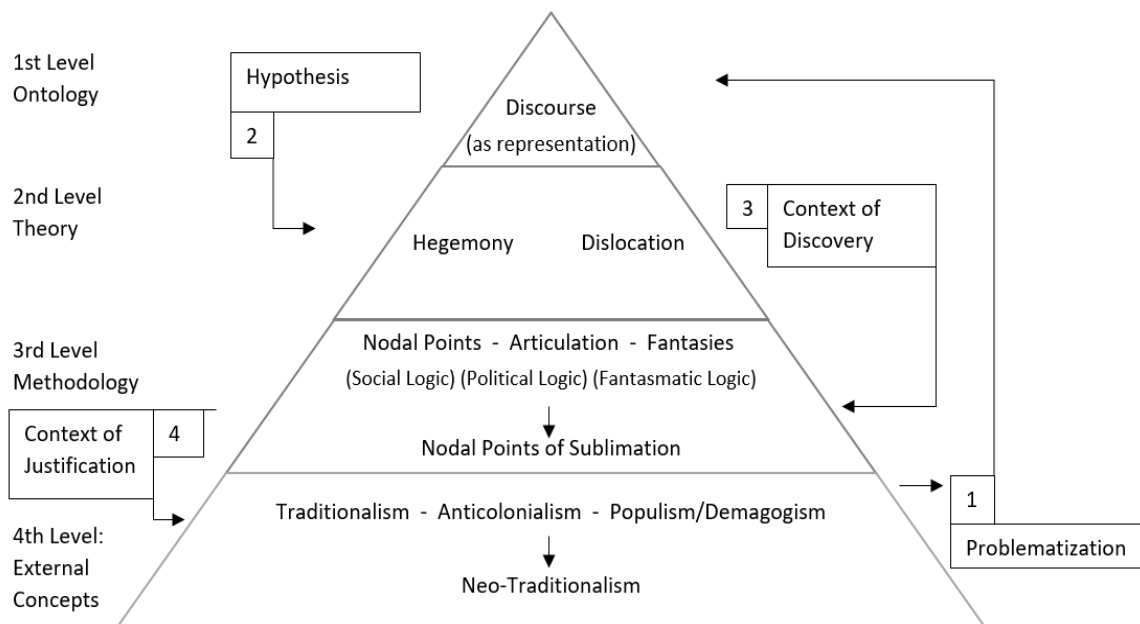 1st Level
Ontology
Hypothesis
2
Discourse
(as representation)
2nd Level
Theory
3
Context of
Discovery
Hegemony
Dislocation
3rd Level
Methodology
Nodal Points - Articulation - Fantasies
(Social Logic) (Political Logic) (Fantasmatic Logic)
Context of
Justification
4
Nodal Points of Sublimation
1
Problematization
Traditionalism - Anticolonialism - Populism/Demagogism
4th Level:
External
Concepts
Neo-Traditionalism